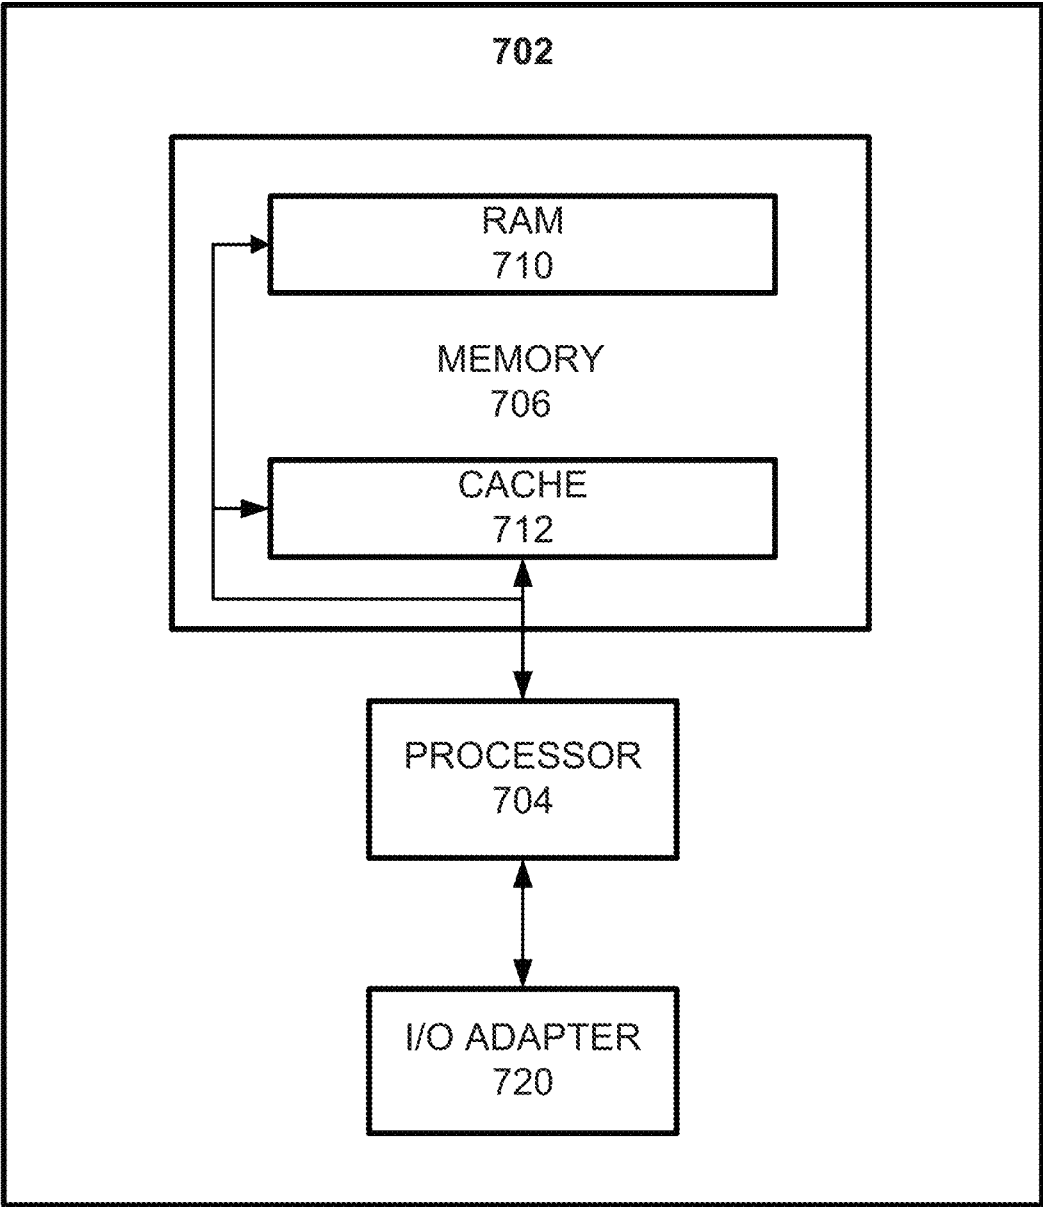 702
RAM
710
MEMORY
706
CACHE
712
PROCESSOR
704
I/O ADAPTER
720